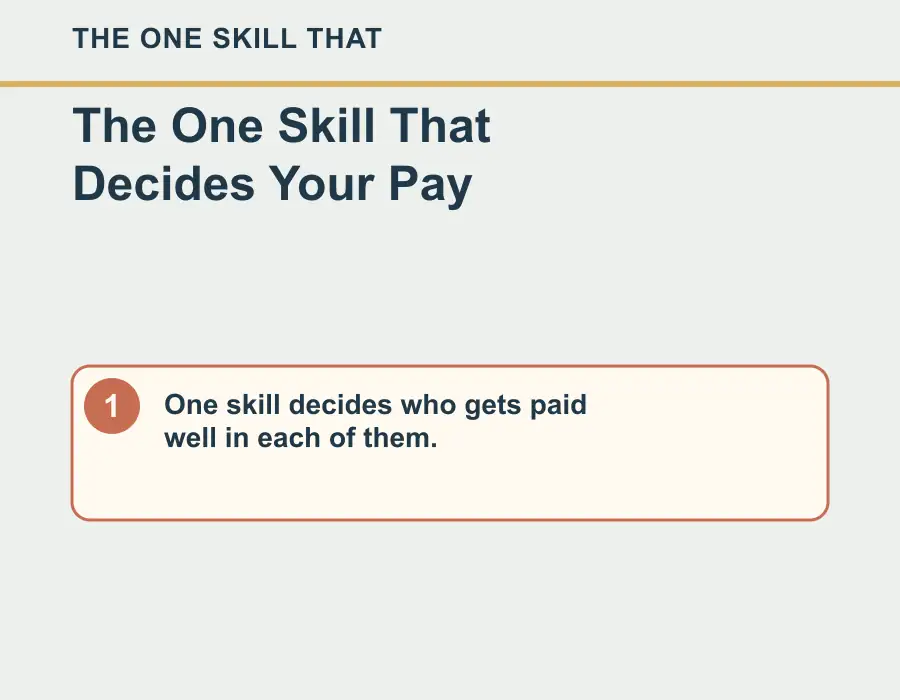 THE ONE SKILL THAT
The One Skill That
Decides Your Pay
1
One skill decides who gets paid
well in each of them.